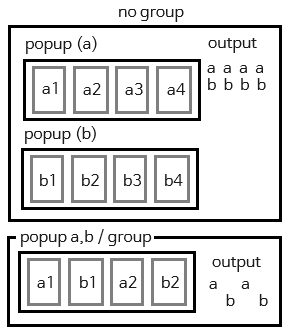 no group
popup (a)
output
a1 a2 a3 a4
a a a a
b b b b
popup (b)
b1 b2 b3 b4
popup a,b / group
a1 b1 a2 b2
output
a a
b b